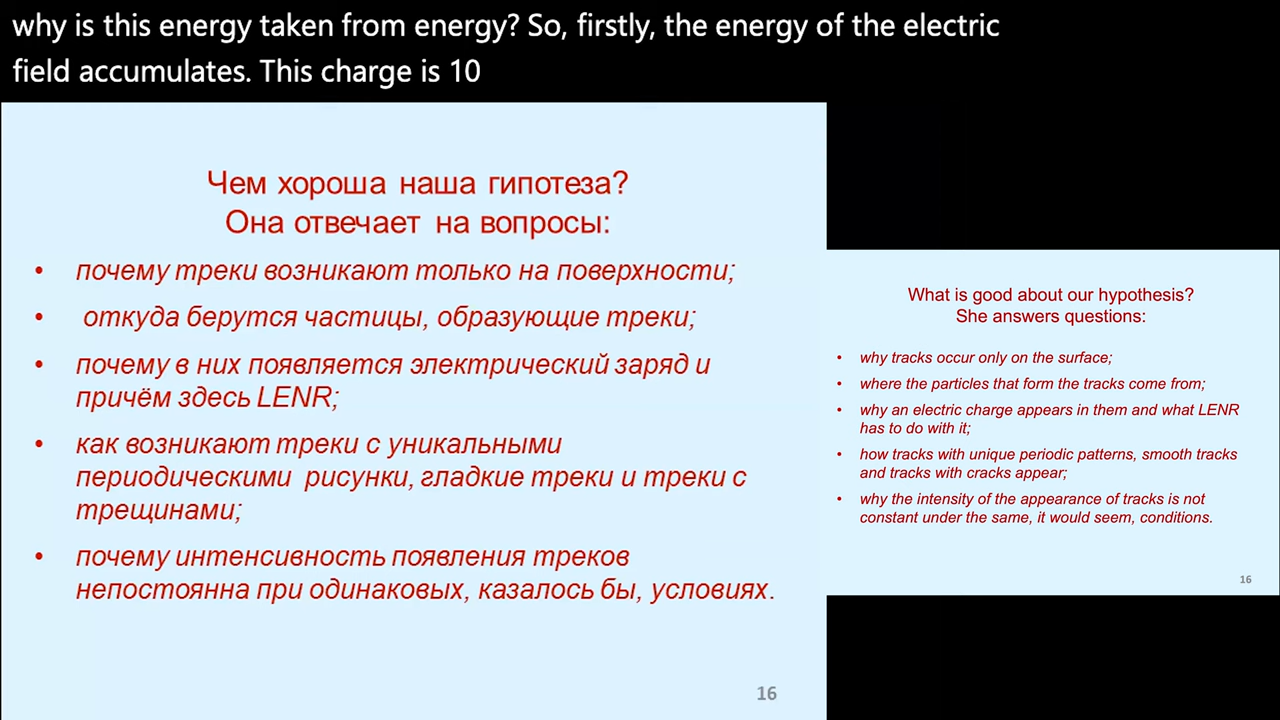 why is this energy taken from energy? So, firstly, the energy of the electric
field accumulates. This charge is 10
Чем хороша наша гипотеза?
Она отвечает на вопросы:
• почему треки возникают только на поверхности;
• откуда берутся частицы, образующие треки;
• почему в них появляется электрический заряд и
причём здесь LENR;
• как возникают треки с уникальными
периодическими рисунки, гладкие треки и треки с
трещинами;
• почему интенсивность появления треков
непостоянна при одинаковых, казалось бы, условиях.
16
What is good about our hypothesis?
She answers questions:
• why tracks occur only on the surface;
• where the particles that form the tracks come from;
• why an electric charge appears in them and what LENR
has to do with it;
• how tracks with unique periodic patterns, smooth tracks
and tracks with cracks appear;
• why the intensity of the appearance of tracks is not
constant under the same, it would seem, conditions.
16